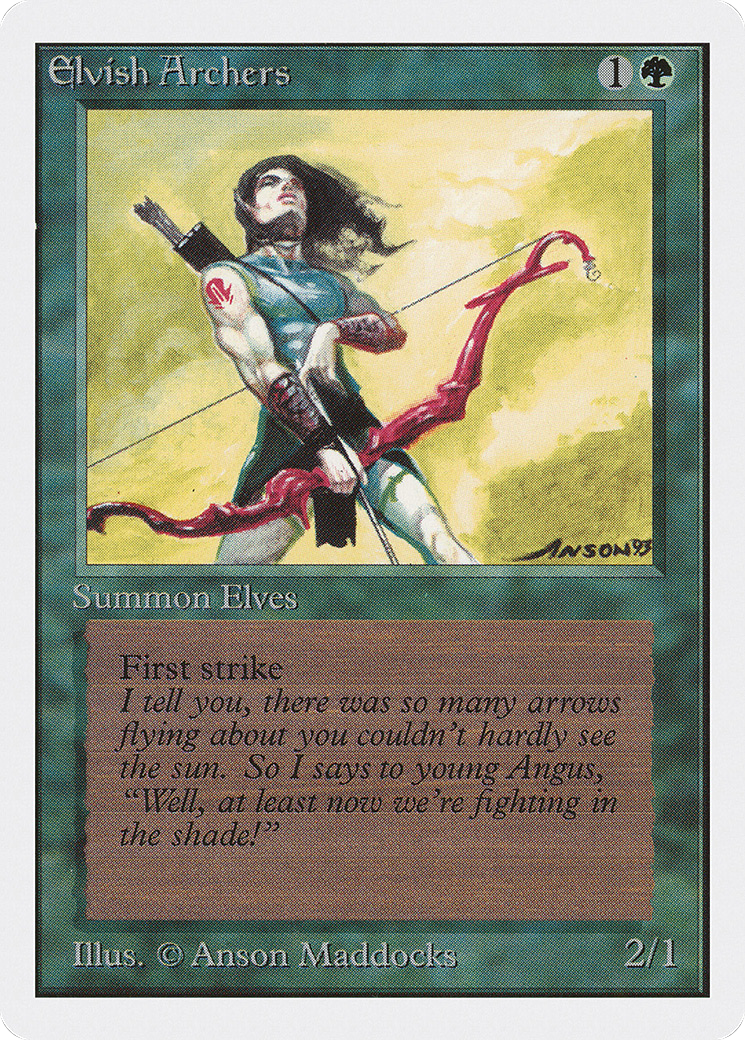 Elvish Archers
1
ANSON 93
Summon Elves
First strike
I tell you, there was so many arrows
flying about you couldn't hardly see
the sun. So I says to young Angus,
"Well, at least now we're fighting in
the shade!"
Illus. © Anson Maddocks
2/1